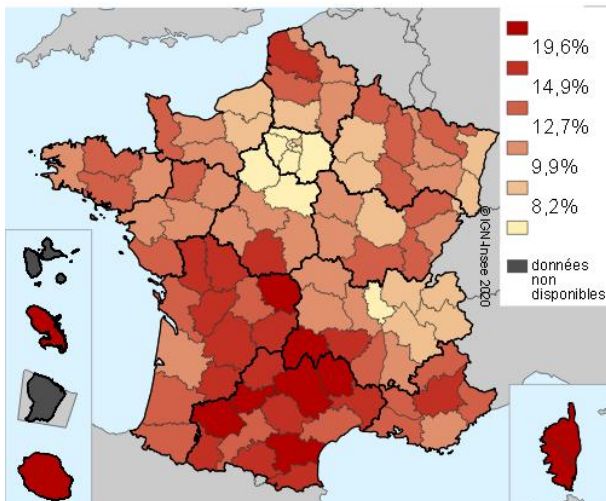 19,6%
14,9%
12,7%
9,9%
8,2%
données
non
disponibles
© IGN-Insee 2020